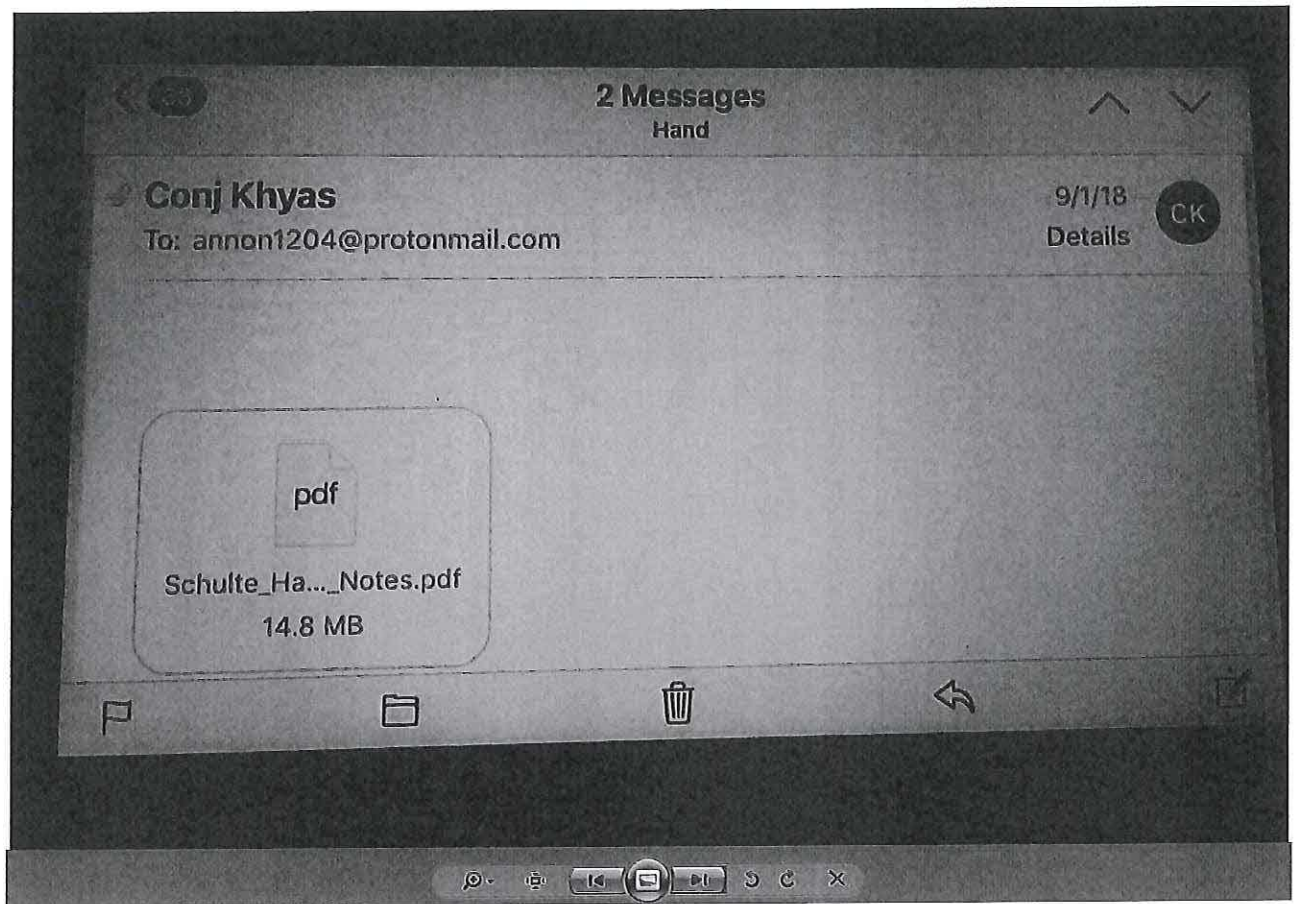 2 Messages
Hand
Conj Khyas
9/1/18
CK
To: annon1204@protonmail.com
Details
pdf
Schulte_Ha..._Notes.pdf
14.8 MB